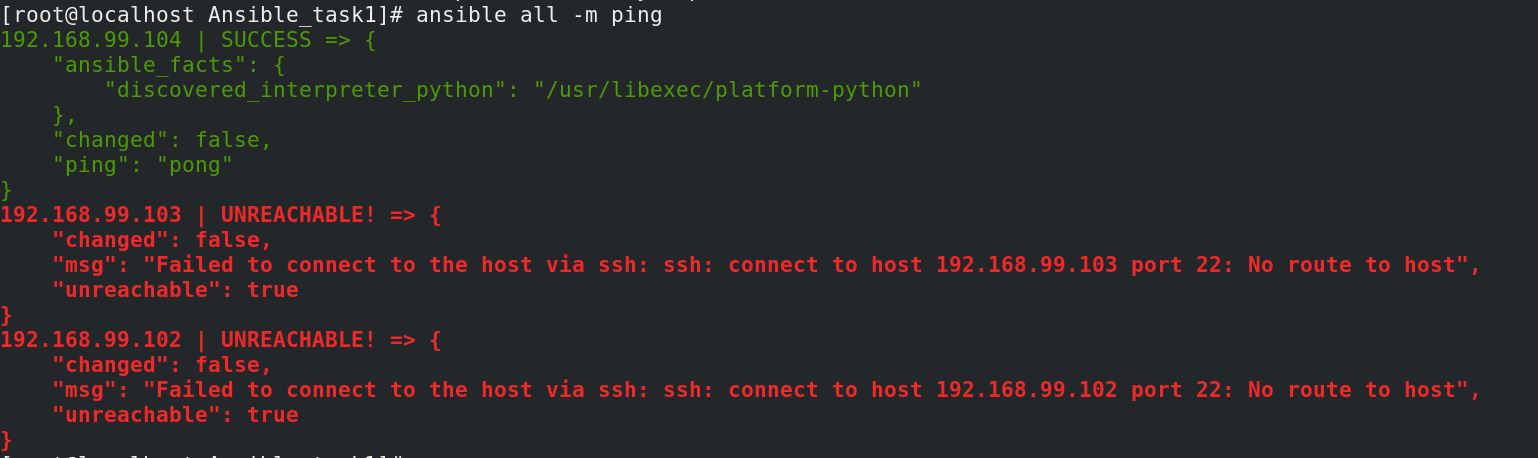 [root@localhost Ansible_task1]# ansible all -m ping
192.168.99.104 | SUCCESS => {
    "ansible_facts": {
        "discovered_interpreter_python": "/usr/libexec/platform-python"
    },
    "changed": false,
    "ping": "pong"
}
192.168.99.103 | UNREACHABLE! => {
    "changed": false,
    "msg": "Failed to connect to the host via ssh: ssh: connect to host 192.168.99.103 port 22: No route to host",
    "unreachable": true
}
192.168.99.102 | UNREACHABLE! => {
    "changed": false,
    "msg": "Failed to connect to the host via ssh: ssh: connect to host 192.168.99.102 port 22: No route to host",
    "unreachable": true
}